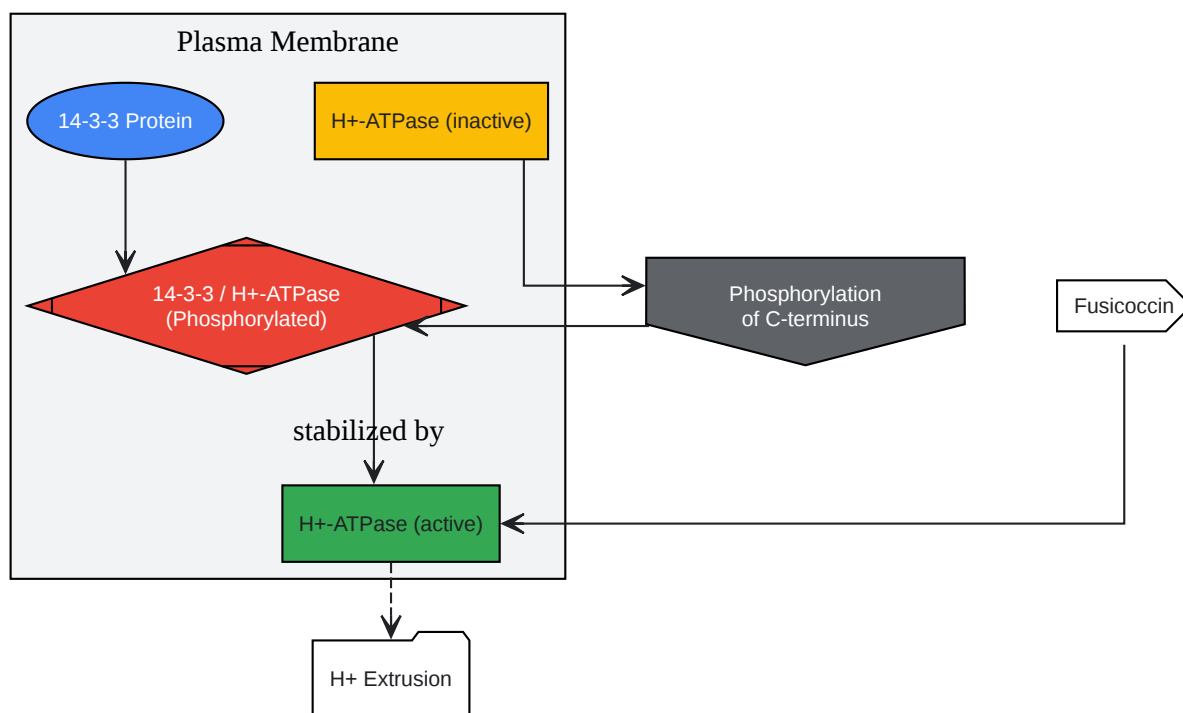 Plasma Membrane
14-3-3 Protein
H+-ATPase (inactive)
14-3-3 / H+-ATPase
(Phosphorylated)
Phosphorylation
of C-terminus
Fusicoccin
stabilized by
H+-ATPase (active)
H+ Extrusion